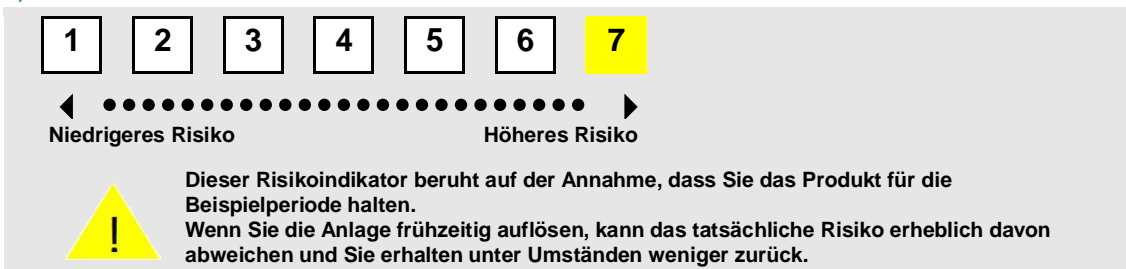 1 2 3 4 5 6 7
Niedrigeres Risiko Höheres Risiko
Dieser Risikoindikator beruht auf der Annahme, dass Sie das Produkt für die
Beispielperiode halten.
! Wenn Sie die Anlage frühzeitig auflösen, kann das tatsächliche Risiko erheblich davon
abweichen und Sie erhalten unter Umständen weniger zurück.